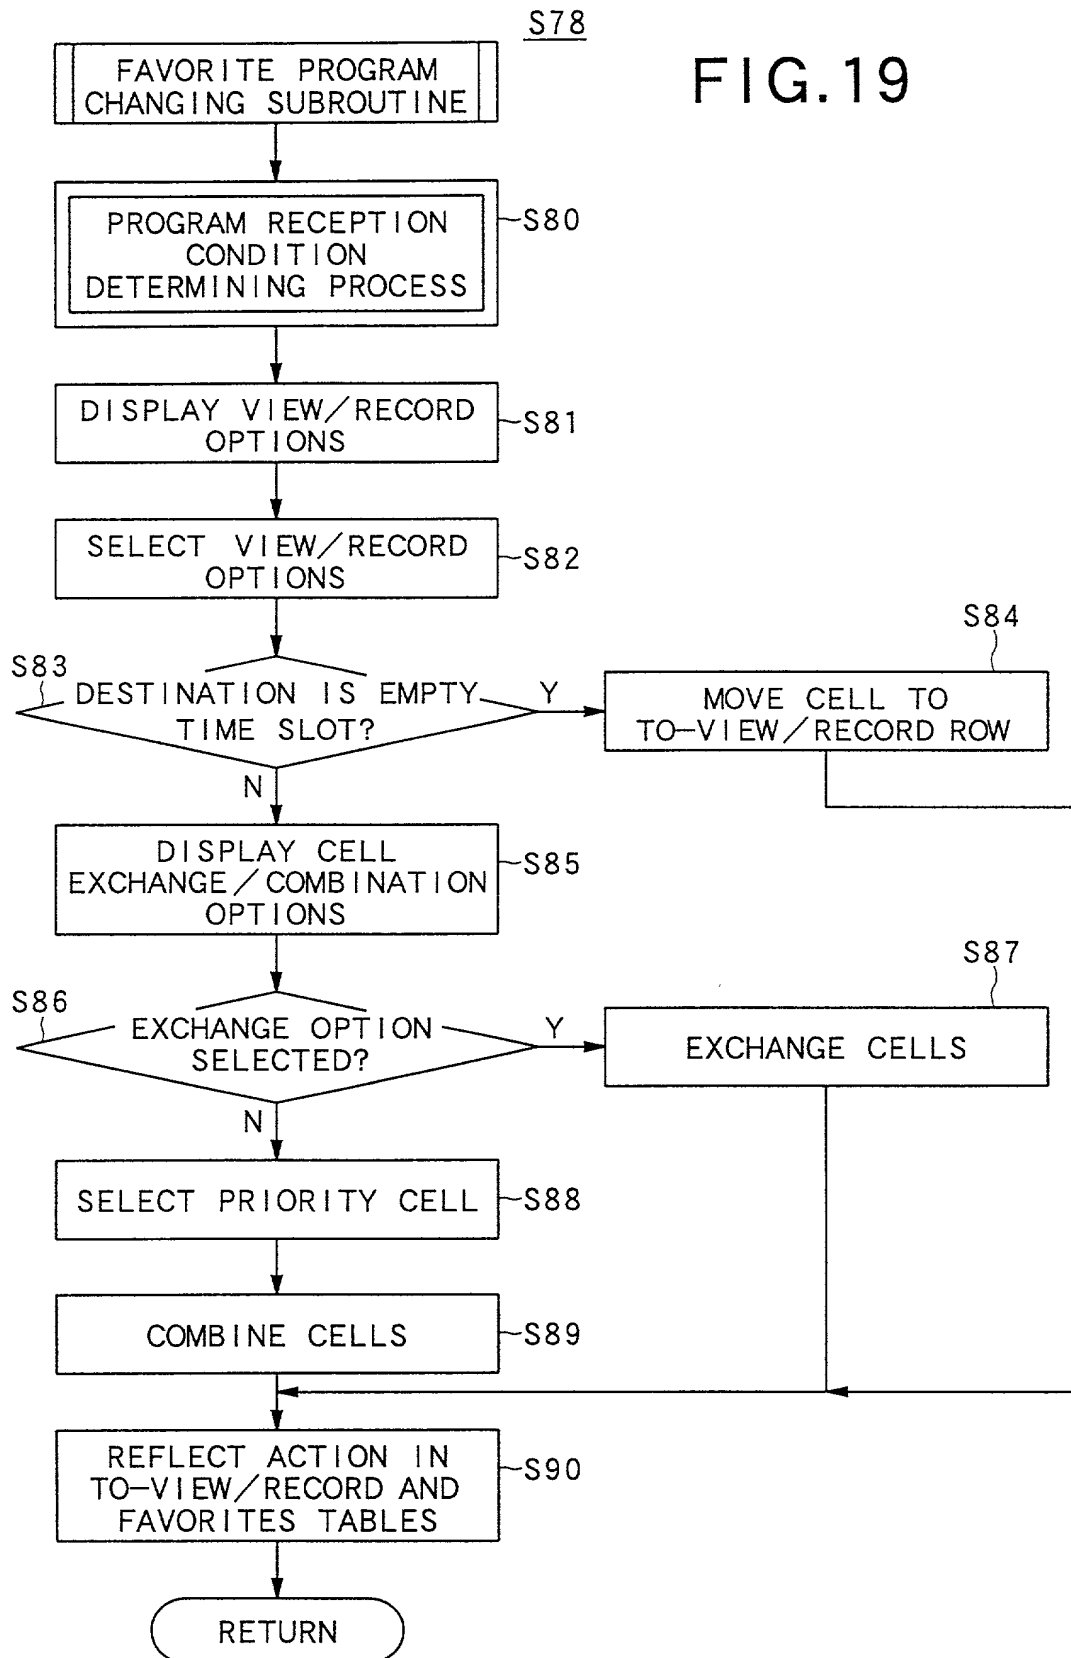 S78
FIG.19
FAVORITE PROGRAM
CHANGING SUBROUTINE
PROGRAM RECEPTION
CONDITION
DETERMINING PROCESS
S80
DISPLAY VIEW/RECORD
OPTIONS
S81
SELECT VIEW/RECORD
OPTIONS
S82
S83
DESTINATION IS EMPTY
TIME SLOT?
Y
N
S84
MOVE CELL TO
TO-VIEW/RECORD ROW
DISPLAY CELL
EXCHANGE/COMBINATION
OPTIONS
S85
S86
EXCHANGE OPTION
SELECTED?
Y
N
S87
EXCHANGE CELLS
SELECT PRIORITY CELL
S88
COMBINE CELLS
S89
REFLECT ACTION IN
TO-VIEW/RECORD AND
FAVORITES TABLES
S90
RETURN